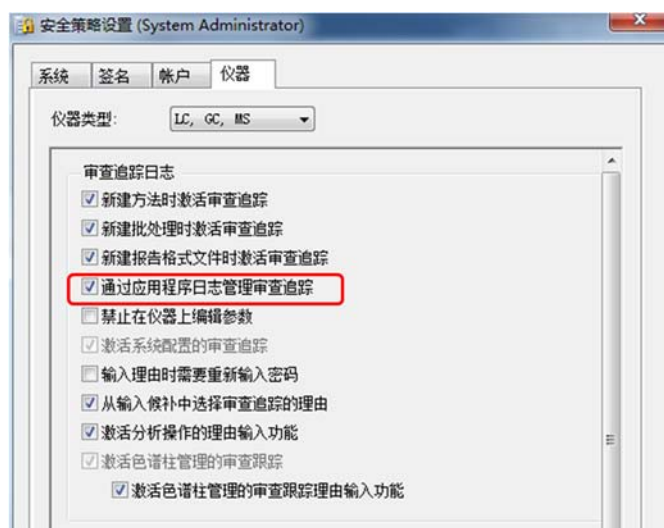 安全策略设置 (System Administrator)
系统 签名 帐户 仪器
仪器类型: LC, GC, MS
审查追踪日志
新建方法时激活审查追踪
新建批处理时激活审查追踪
新建报告格式文件时激活审查追踪
通过应用程序日志管理审查追踪
禁止在仪器上编辑参数
激活系统配置的审查追踪
输入理由时需要重新输入密码
从输入候补中选择审查追踪的理由
激活分析操作的理由输入功能
激活色谱柱管理的审查跟踪
激活色谱柱管理的审查跟踪理由输入功能